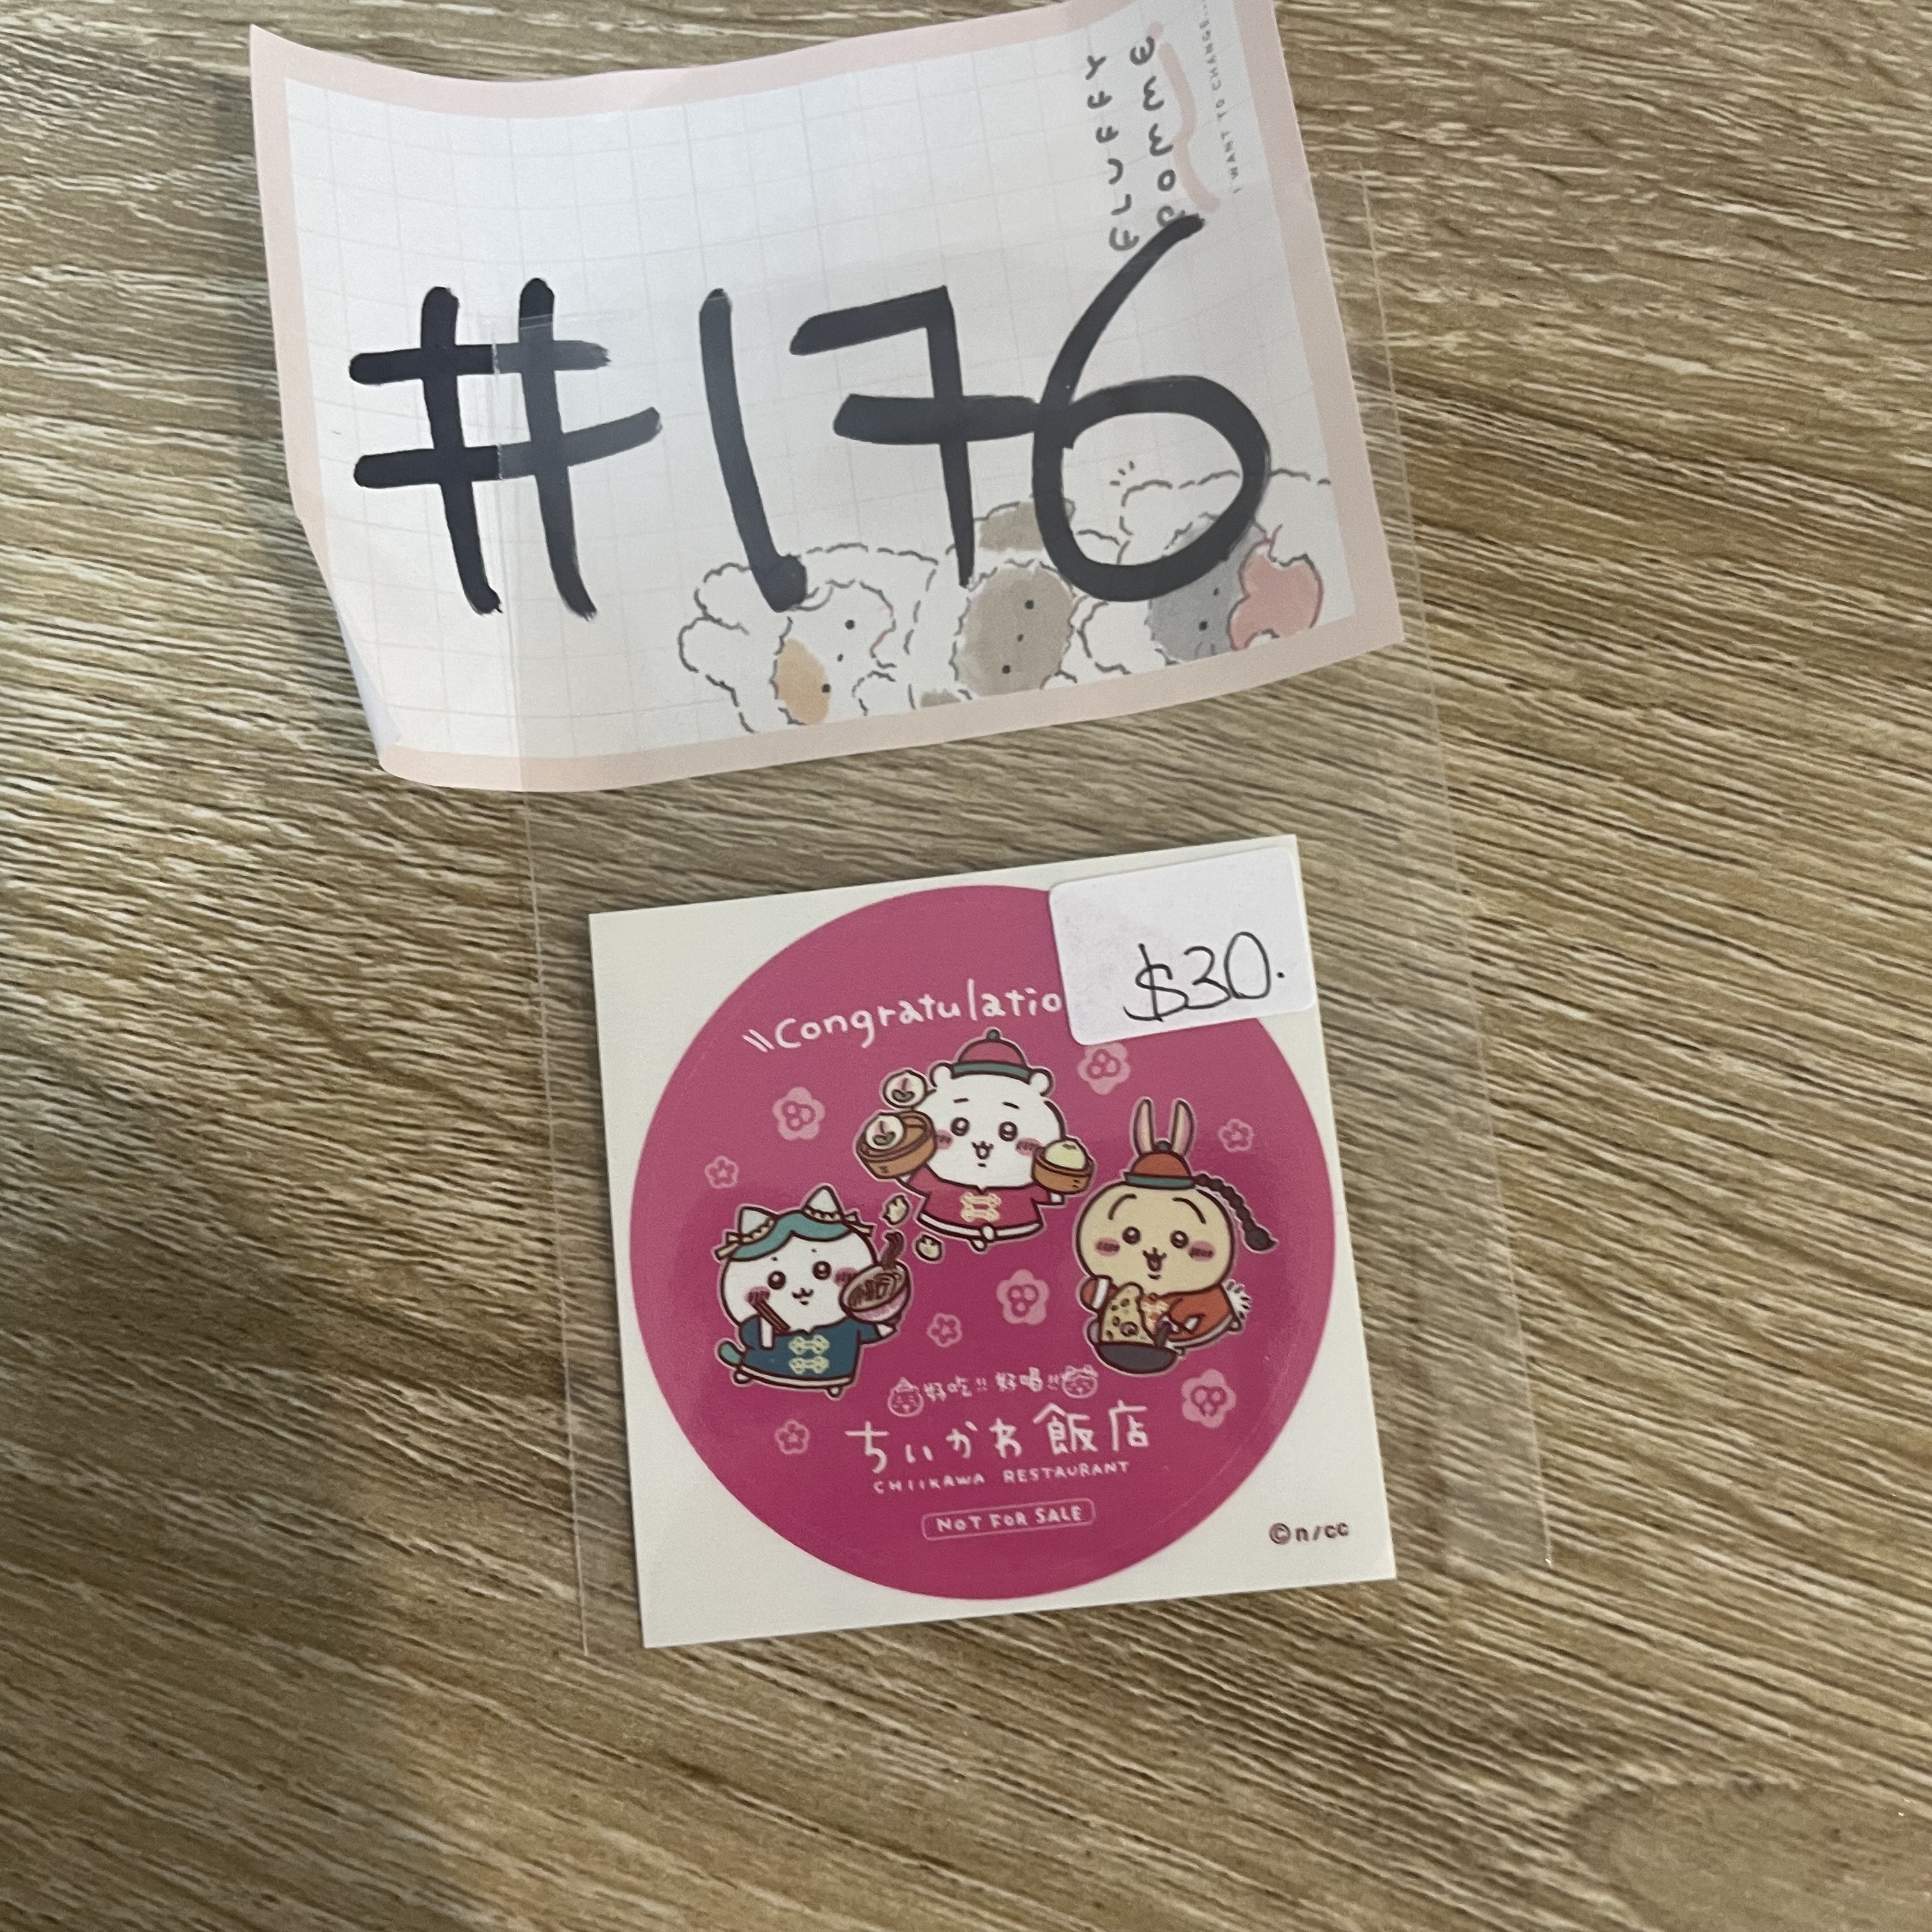 FLUFFY
POMME
I WANT TO CHANGE...
#176
$30.
Congratulatio
好吃!! 好喝!!
ちいかわ飯店
CHIIKAWA RESTAURANT
NOT FOR SALE
©n/cc